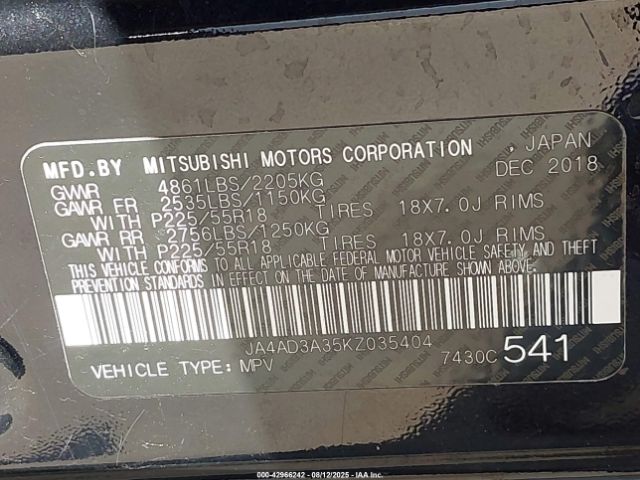 MFD.BY MITSUBISHI MOTORS CORPORATION , JAPAN
GVWR 4861LBS/2205KG DEC 2018
GAWR FR 2535LBS/1150KG
WITH P225/55R18 TIRES 18X7.0J RIMS
GAWR RR 2756LBS/1250KG
WITH P225/55R18 TIRES 18X7.0J RIMS
THIS VEHICLE CONFORMS TO ALL APPLICABLE FEDERAL MOTOR VEHICLE SAFETY AND THEFT
PREVENTION STANDARDS IN EFFECT ON THE DATE OF MANUFACTURE SHOWN ABOVE.
JA4AD3A35KZ035404
VEHICLE TYPE: MPV 7430C 541
000-42966242 - 08/12/2025 - IAAI.com